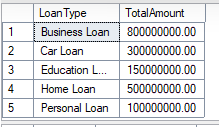 LoanType TotalAmount
1 Business Loan 800000000.00
2 Car Loan 300000000.00
3 Education L... 150000000.00
4 Home Loan 500000000.00
5 Personal Loan 100000000.00